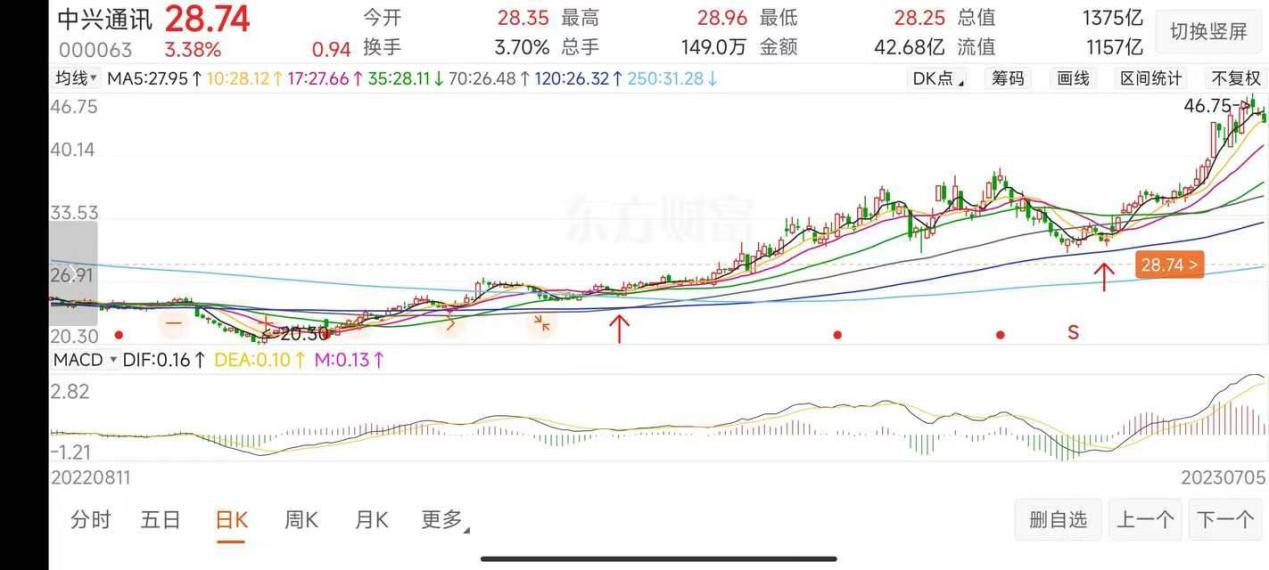 中兴通讯 28.74 今开 28.35 最高 28.96 最低 28.25 总值 1375亿 切换竖屏
000063 3.38% 0.94 换手 3.70% 总手 149.0万 金额 42.68亿 流值 1157亿
均线 MA5:27.95↑ 10:28.12↑ 17:27.66↑ 35:28.11↓ 70:26.48↑ 120:26.32↑ 250:31.28↓ DK点 筹码 画线 区间统计 不复权
46.75
46.75
40.14
东方财富
33.53
26.91
28.74 >
20.30
20.30
S
MACD DIF:0.16↑ DEA:0.10↑ M:0.13↑
2.82
-1.21
20220811 20230705
分时 五日 日K 周K 月K 更多 删自选 上一个 下一个